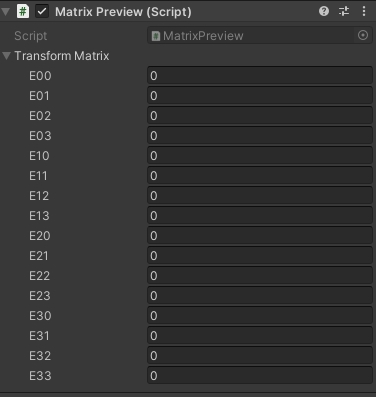 Matrix Preview (Script)
Script MatrixPreview
Transform Matrix
E00 0
E01 0
E02 0
E03 0
E10 0
E11 0
E12 0
E13 0
E20 0
E21 0
E22 0
E23 0
E30 0
E31 0
E32 0
E33 0